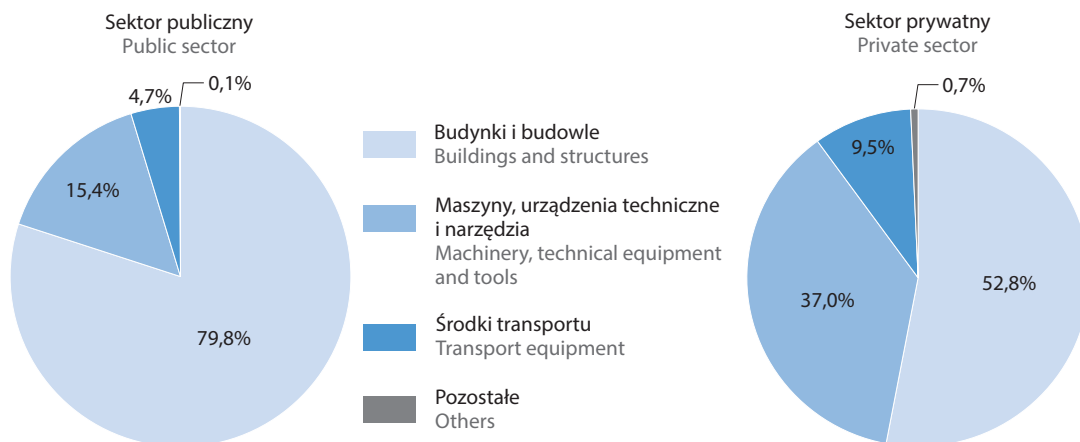 Sektor publiczny
Public sector
4,7%
0,1%
15,4%
79,8%
Budynki i budowle
Buildings and structures
Maszyny, urządzenia techniczne
i narzędzia
Machinery, technical equipment
and tools
Środki transportu
Transport equipment
Pozostałe
Others
Sektor prywatny
Private sector
0,7%
9,5%
37,0%
52,8%